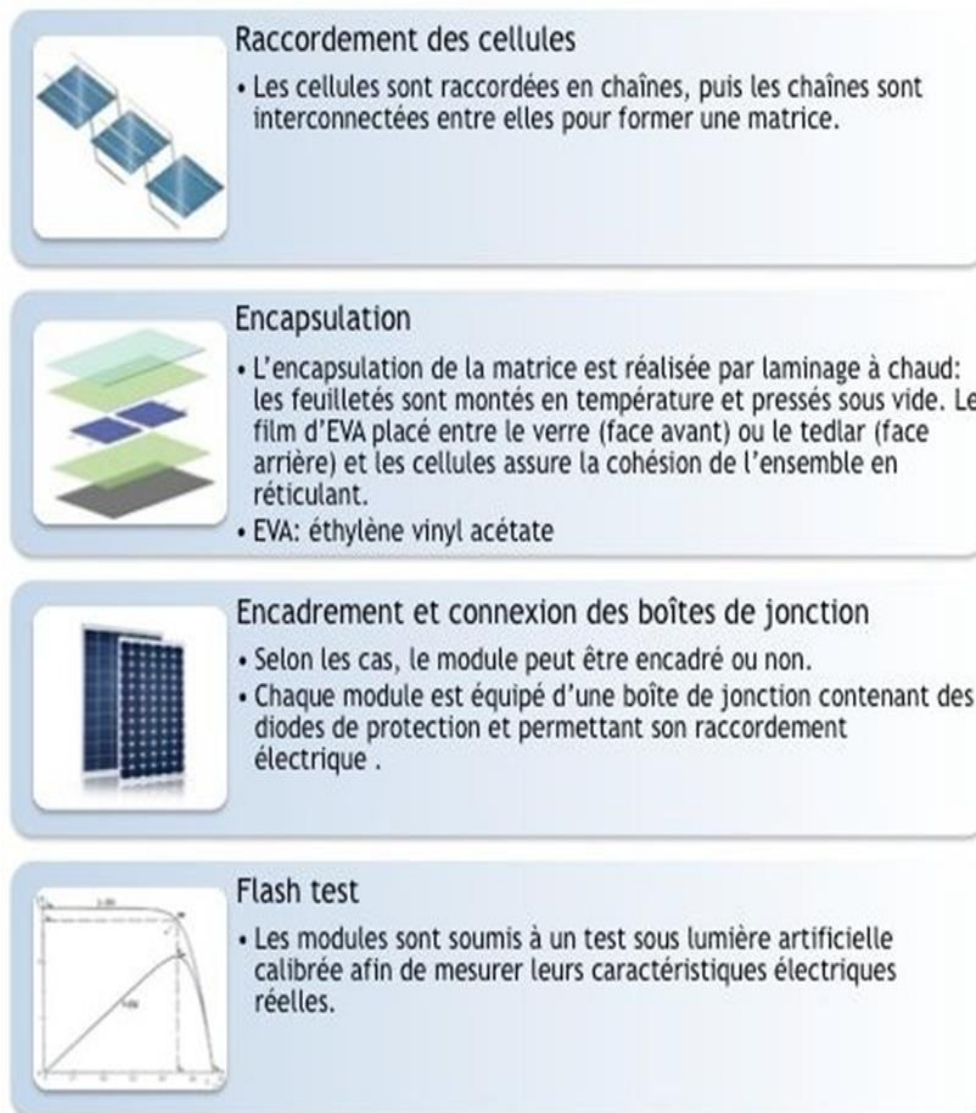 Raccordement des cellules
• Les cellules sont raccordées en chaînes, puis les chaînes sont
interconnectées entre elles pour former une matrice.
Encapsulation
• L'encapsulation de la matrice est réalisée par laminage à chaud:
les feuilletés sont montés en température et pressés sous vide. Le
film d'EVA placé entre le verre (face avant) ou le tedlar (face
arrière) et les cellules assure la cohésion de l'ensemble en
réticulant.
• EVA: éthylène vinyl acétate
Encadrement et connexion des boîtes de jonction
• Selon les cas, le module peut être encadré ou non.
• Chaque module est équipé d'une boîte de jonction contenant des
diodes de protection et permettant son raccordement
électrique .
Flash test
• Les modules sont soumis à un test sous lumière artificielle
calibrée afin de mesurer leurs caractéristiques électriques
réelles.